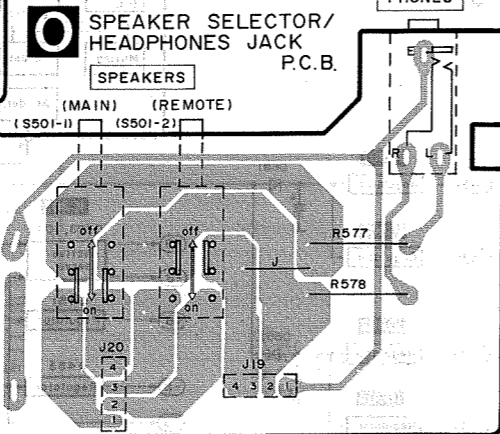 PHONES
O SPEAKER SELECTOR/
HEADPHONES JACK
P.C.B.
SPEAKERS
(MAIN) (REMOTE)
(S501-1) (S501-2)
R L
off off
R577
J
R578
on on
J20
4
3
2
1
J19
4 3 2 1